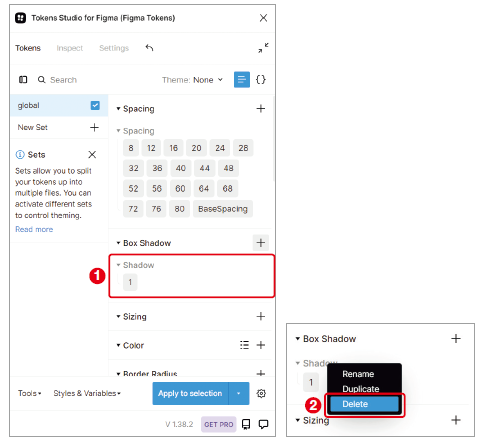 Tokens Studio for Figma (Figma Tokens)
Tokens Inspect Settings
Search Theme: None
global
New Set
Sets
Sets allow you to split
your tokens up into
multiple files. You can
activate different sets
to control theming.
Read more
Spacing
Spacing
8 12 16 20 24 28
32 36 40 44 48
52 56 60 64 68
72 76 80 BaseSpacing
Box Shadow
1
Shadow
1
Sizing
Color
Border Radius
Tools Styles & Variables Apply to selection
V 1.38.2 GET PRO
Box Shadow
Shadow
1
Rename
Duplicate
2 Delete
Sizing